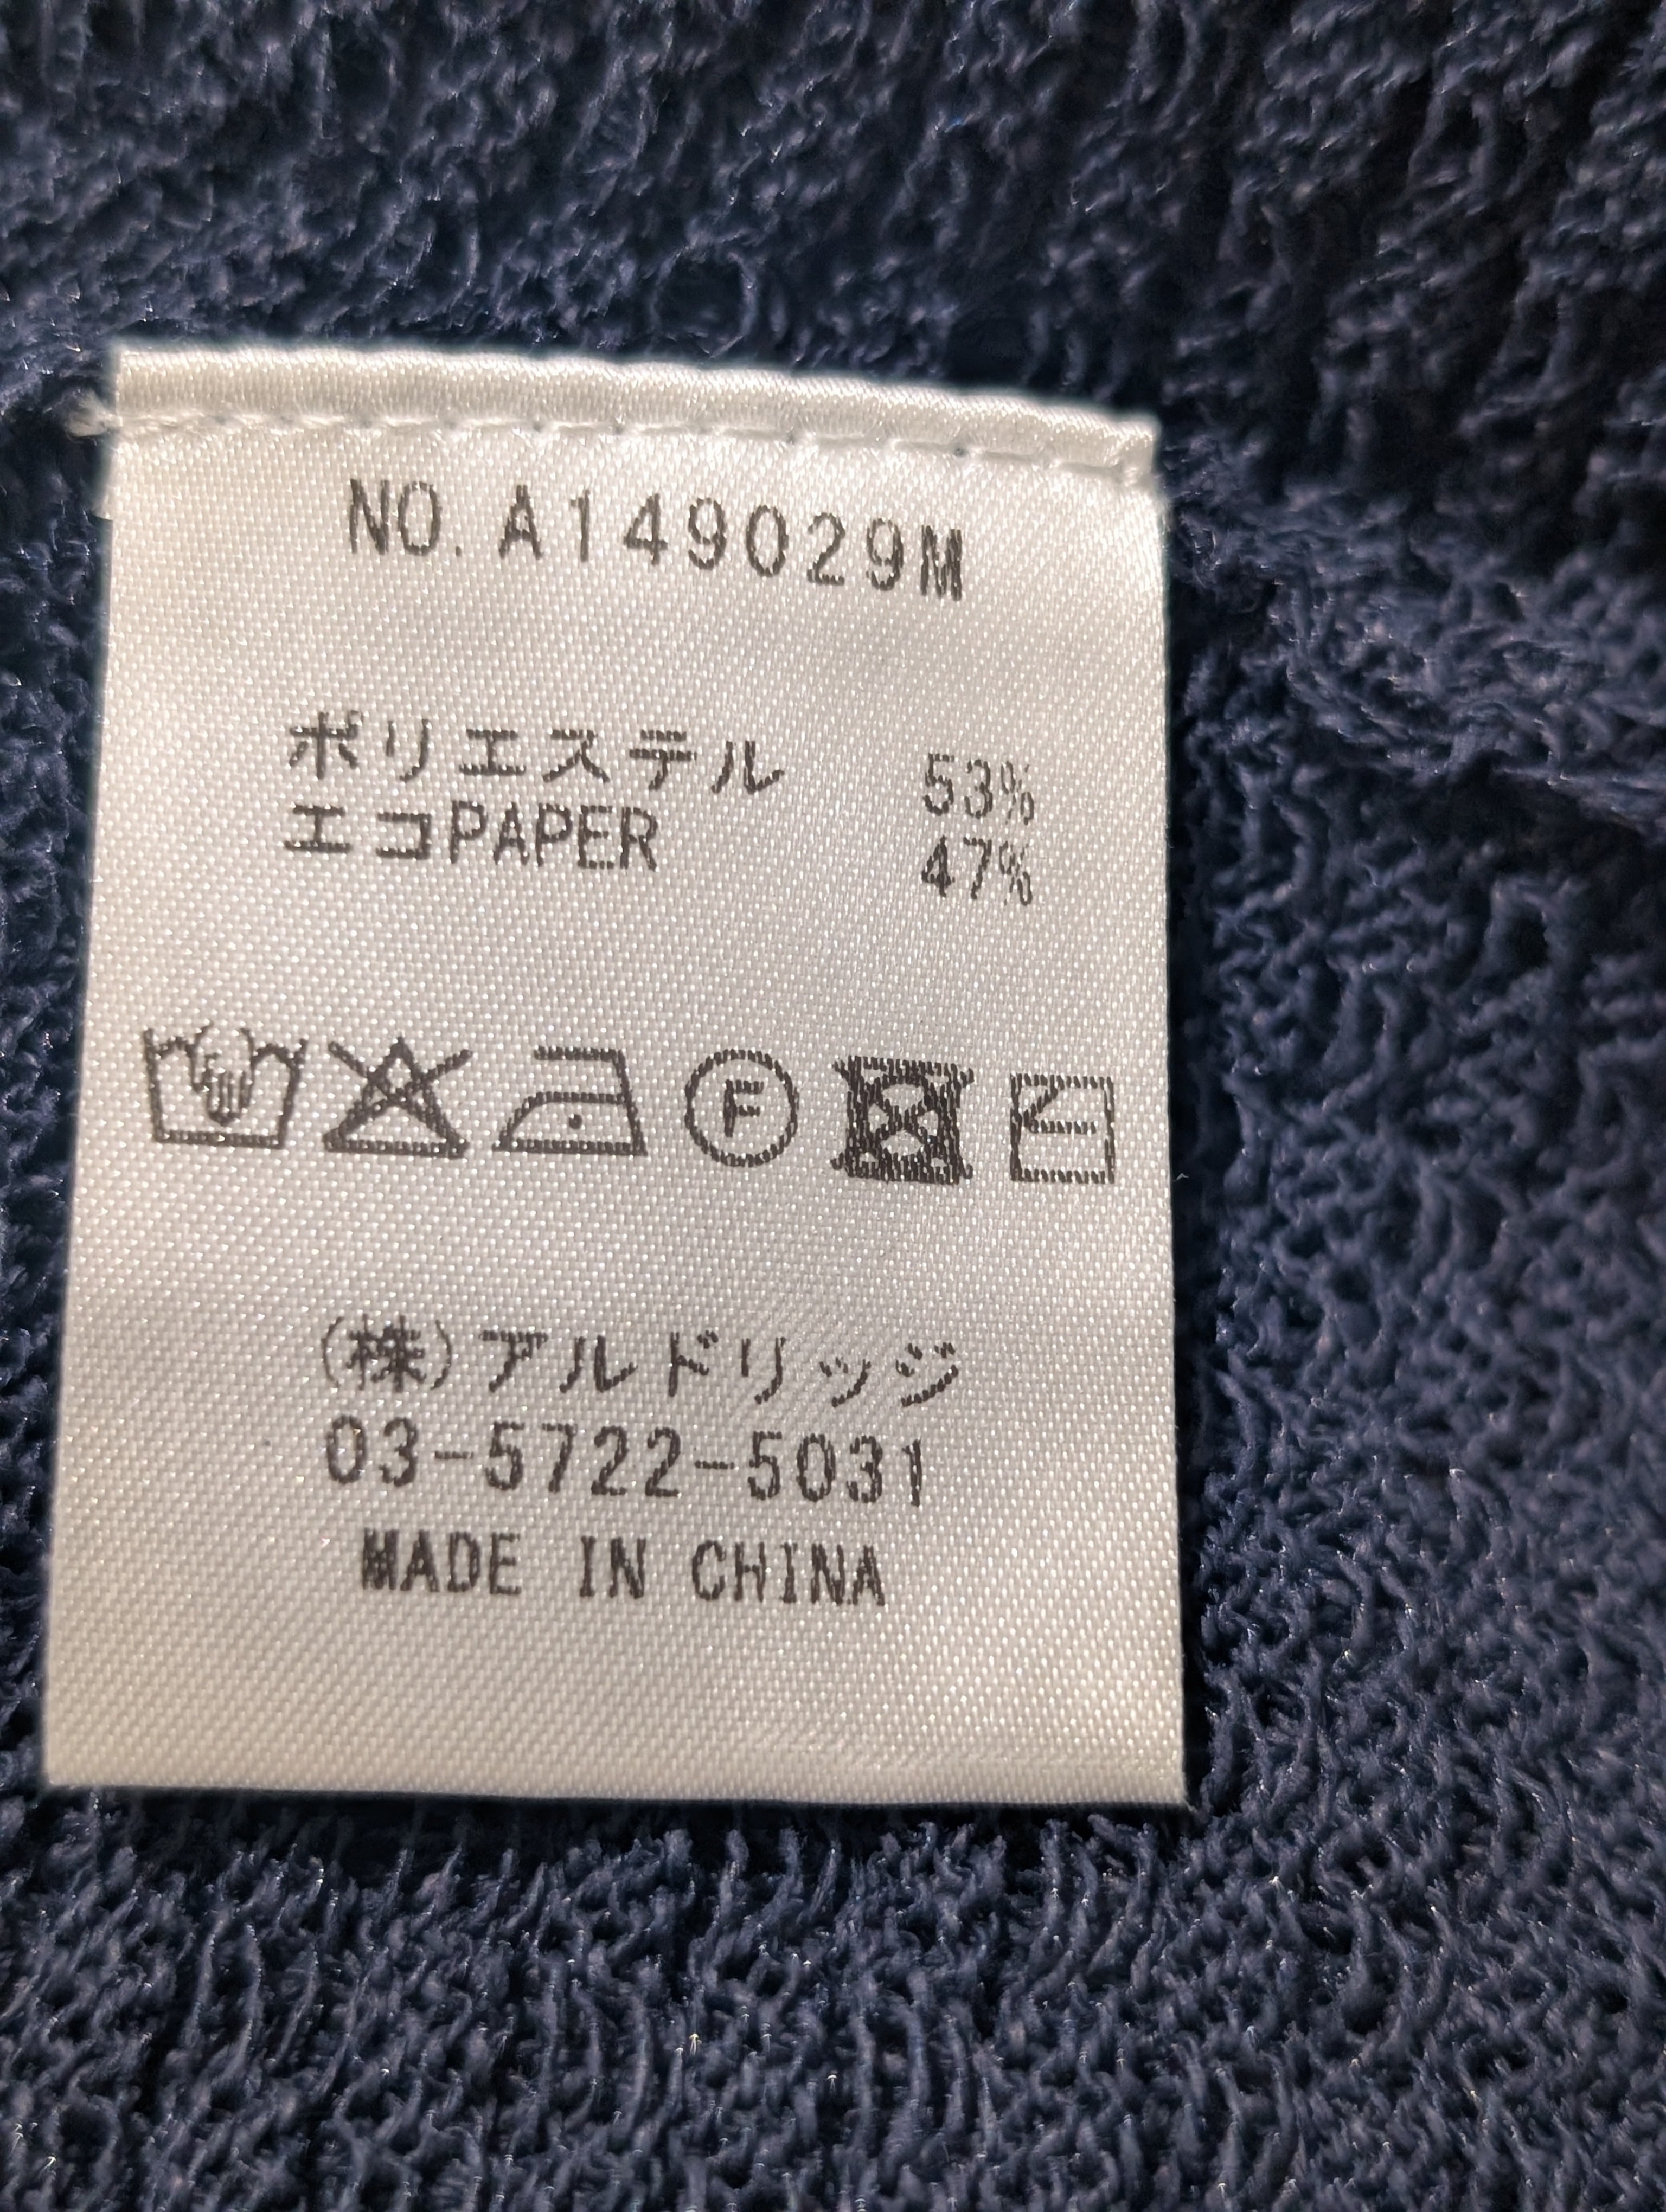 NO. A149029M
ポリエステル 53%
エコPAPER 47%
F
(株)アルドリッジ
03-5722-5031
MADE IN CHINA